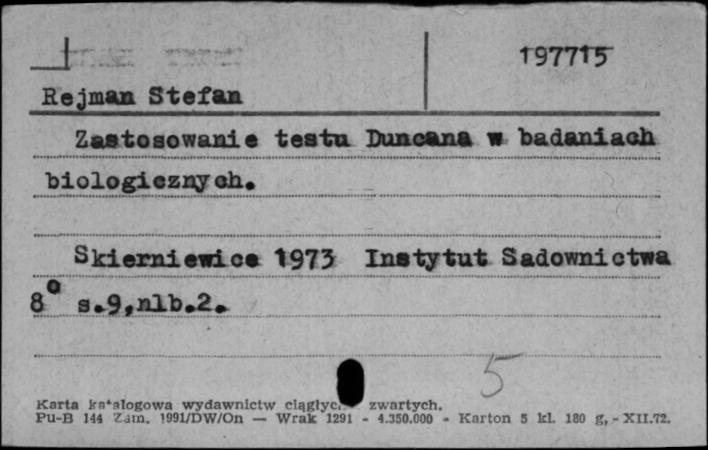 197715
Rejman Stefan
Zastosowanie testu Duncana w badaniach
biologicznych.
Skierniewice 1973 Instytut Sadownictwa
8° s.9,nlb.2.
5
Karta katalogowa wydawnictw ciągłych zwartych.
Pu-B 144 Zam. 1991/DW/On — Wrak 1291 - 4.350.000 - Karton 5 kl. 180 g, - XII.72.